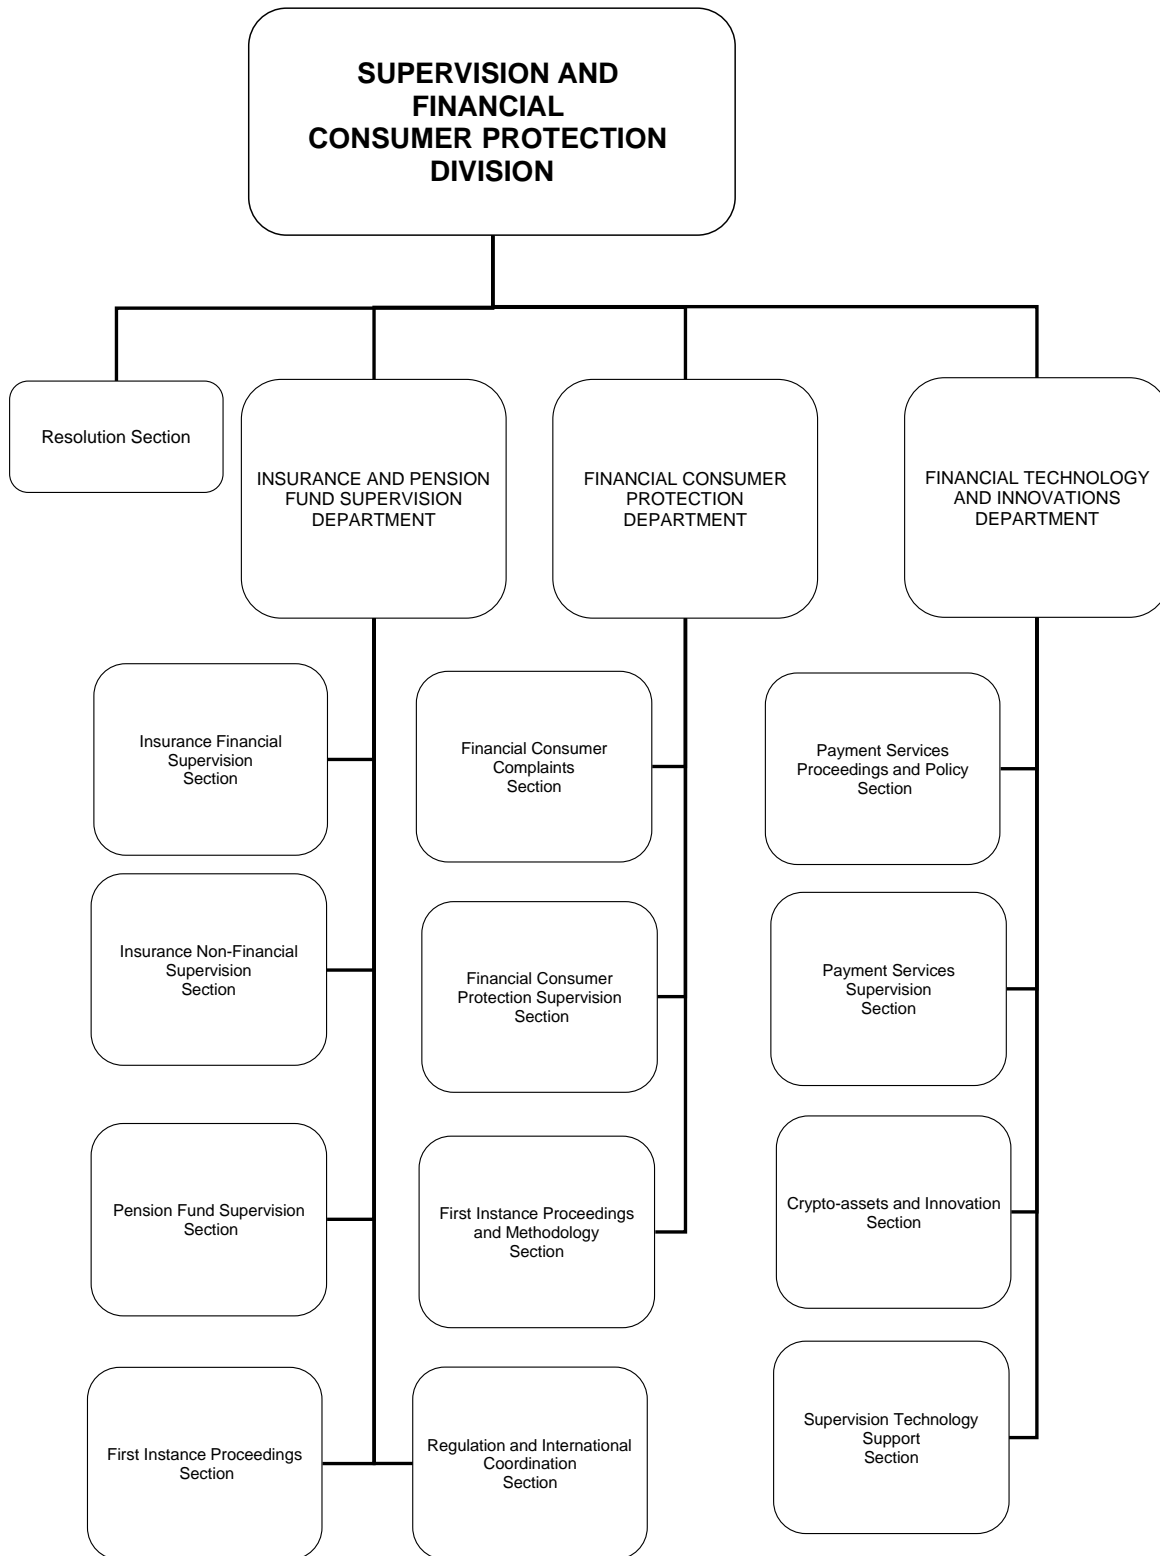 SUPERVISION AND
FINANCIAL
CONSUMER PROTECTION
DIVISION
Resolution Section
INSURANCE AND PENSION
FUND SUPERVISION
DEPARTMENT
FINANCIAL CONSUMER
PROTECTION
DEPARTMENT
FINANCIAL TECHNOLOGY
AND INNOVATIONS
DEPARTMENT
Insurance Financial
Supervision
Section
Financial Consumer
Complaints
Section
Payment Services
Proceedings and Policy
Section
Insurance Non-Financial
Supervision
Section
Financial Consumer
Protection Supervision
Section
Payment Services
Supervision
Section
Pension Fund Supervision
Section
First Instance Proceedings
and Methodology
Section
Crypto-assets and Innovation
Section
First Instance Proceedings
Section
Regulation and International
Coordination
Section
Supervision Technology
Support
Section